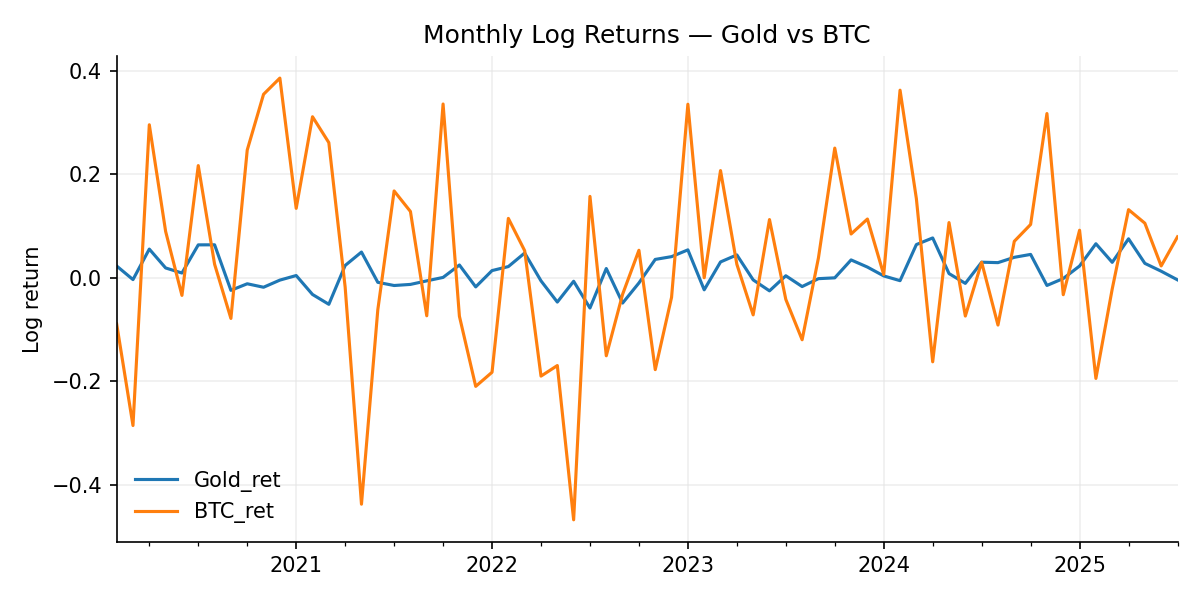 Monthly Log Returns — Gold vs BTC
Log return
0.4
0.2
0.0
−0.2
−0.4
Gold_ret
BTC_ret
2021 2022 2023 2024 2025